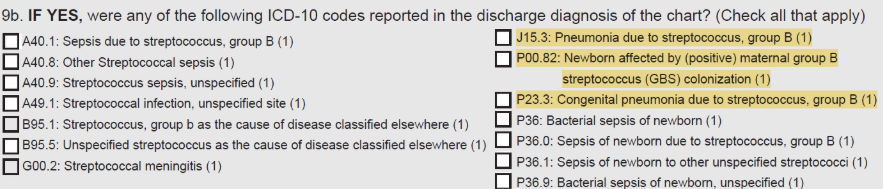 9b. IF YES, were any of the following ICD-10 codes reported in the discharge diagnosis of the chart? (Check all that apply)
A40.1: Sepsis due to streptococcus, group B (1)
A40.8: Other Streptococcal sepsis (1)
A40.9: Streptococcus sepsis, unspecified (1)
A49.1: Streptococcal infection, unspecified site (1)
B95.1: Streptococcus, group b as the cause of disease classified elsewhere (1)
B95.5: Unspecified streptococcus as the cause of disease classified elsewhere (1)
G00.2: Streptococcal meningitis (1)
J15.3: Pneumonia due to streptococcus, group B (1)
P00.82: Newborn affected by (positive) maternal group B
streptococcus (GBS) colonization (1)
P23.3: Congenital pneumonia due to streptococcus, group B (1)
P36: Bacterial sepsis of newborn (1)
P36.0: Sepsis of newborn due to streptococcus, group B (1)
P36.1: Sepsis of newborn to other unspecified streptococci (1)
P36.9: Bacterial sepsis of newborn, unspecified (1)